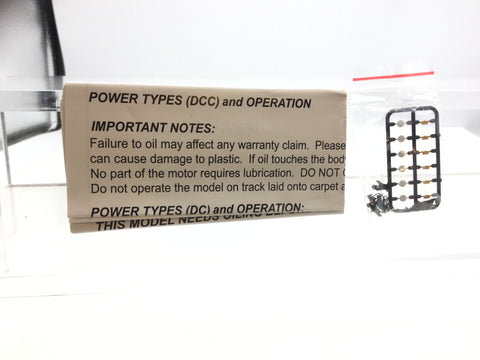 POWER TYPES (DCC) and OPERATION
IMPORTANT NOTES:
Failure to oil may affect any warranty claim. Please
can cause damage to plastic. If oil touches the body
No part of the motor requires lubrication. DO NOT
Do not operate the model on track laid onto carpet
POWER TYPES (DC) and OPERATION:
THIS MODEL NEEDS OILING